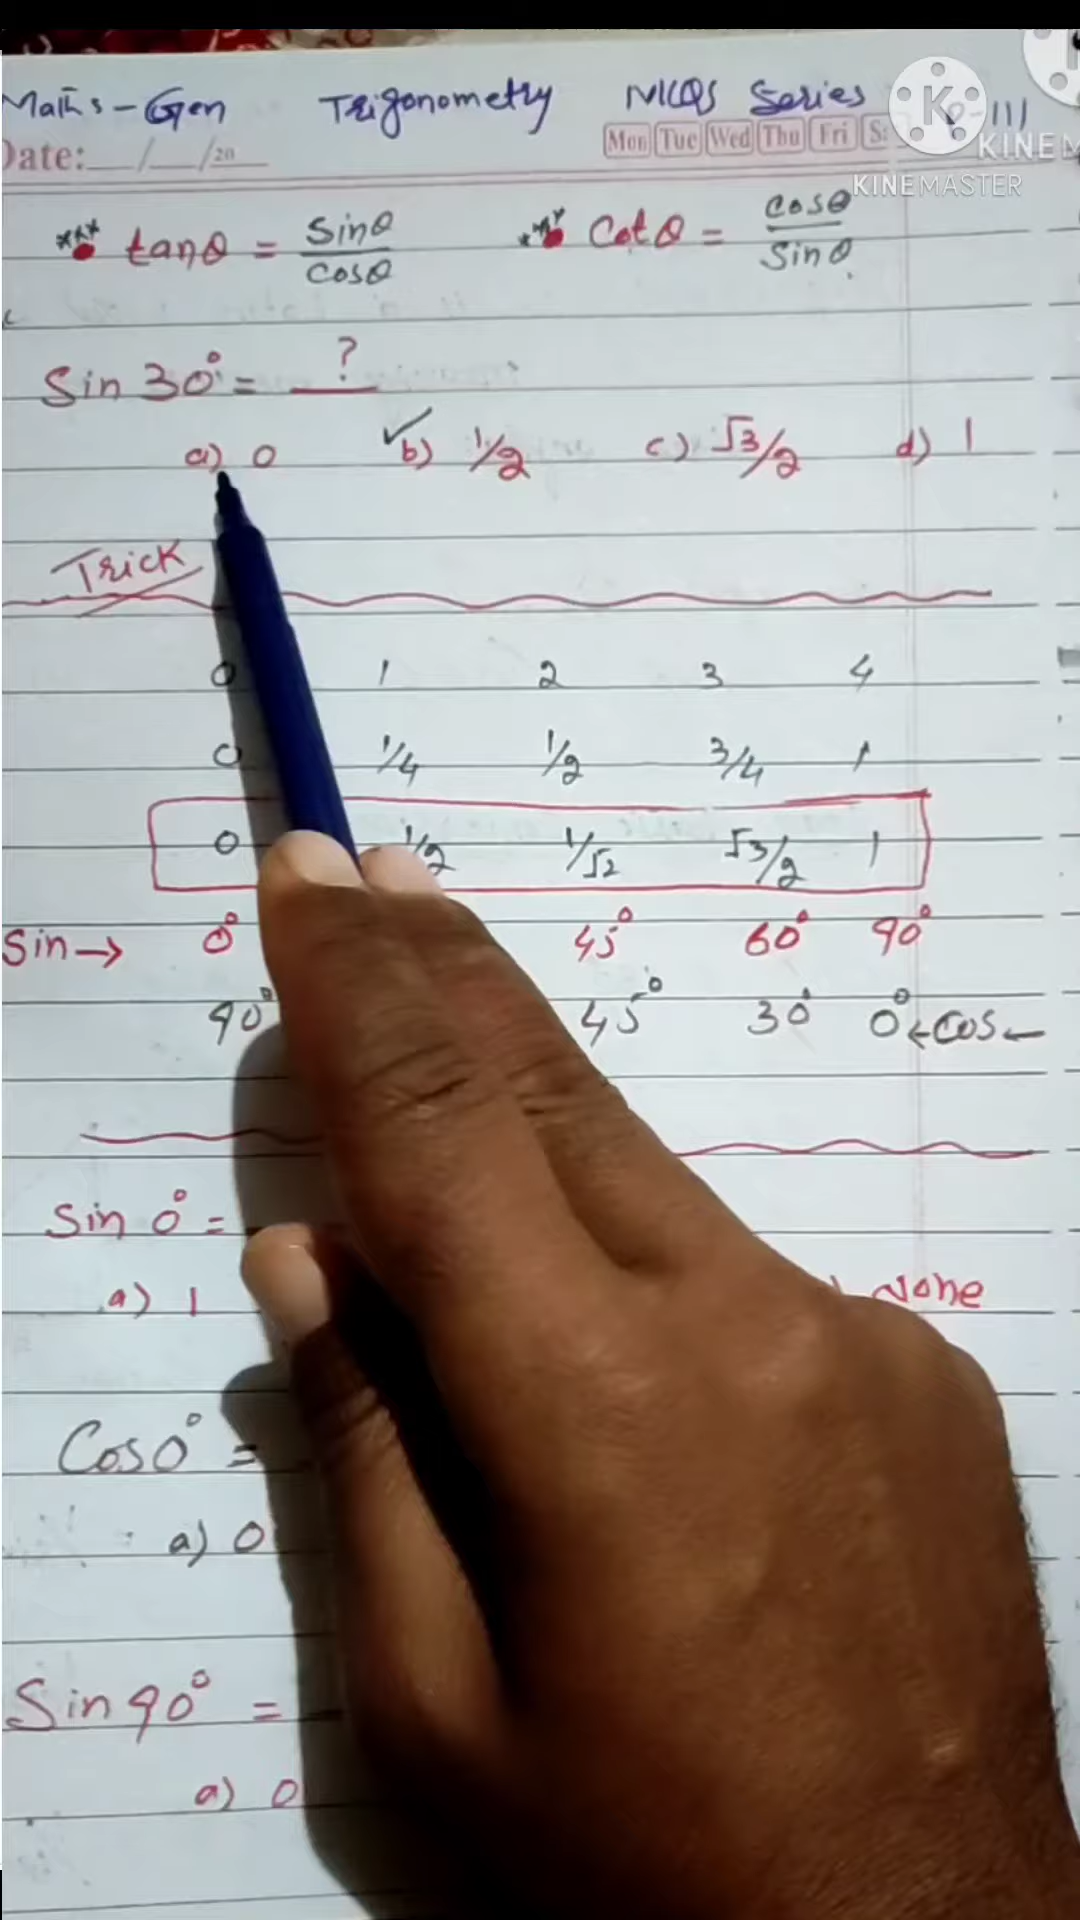 Maths-Gen Trigonometry MCQS Series P-111
Date:__/__/20 Mon Tue Wed Thu Fri
KINEMASTER
*** tanθ = Sinθ/Cosθ *** Cotθ = Cosθ/Sinθ
Sin 30° = ?
a) 0 b) 1/2 c) √3/2 d) 1
Trick
0 1 2 3 4
0 1/4 1/2 3/4 1
0 1/2 1/√2 √3/2 1
Sin→ 0° 45° 60° 90°
90° 45° 30° 0° ←Cos←
Sin 0° =
a) 1 None
Cos 0° =
a) 0
Sin 90° =
a) 0